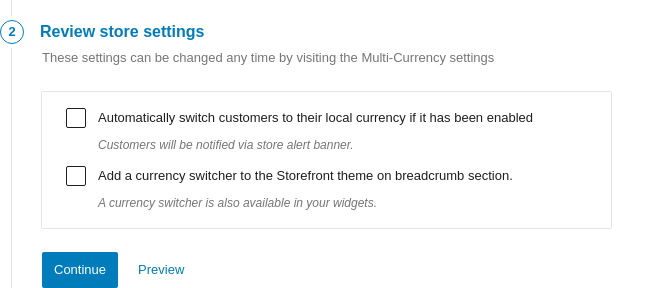 2
Review store settings
These settings can be changed any time by visiting the Multi-Currency settings
Automatically switch customers to their local currency if it has been enabled
Customers will be notified via store alert banner.
Add a currency switcher to the Storefront theme on breadcrumb section.
A currency switcher is also available in your widgets.
Continue
Preview